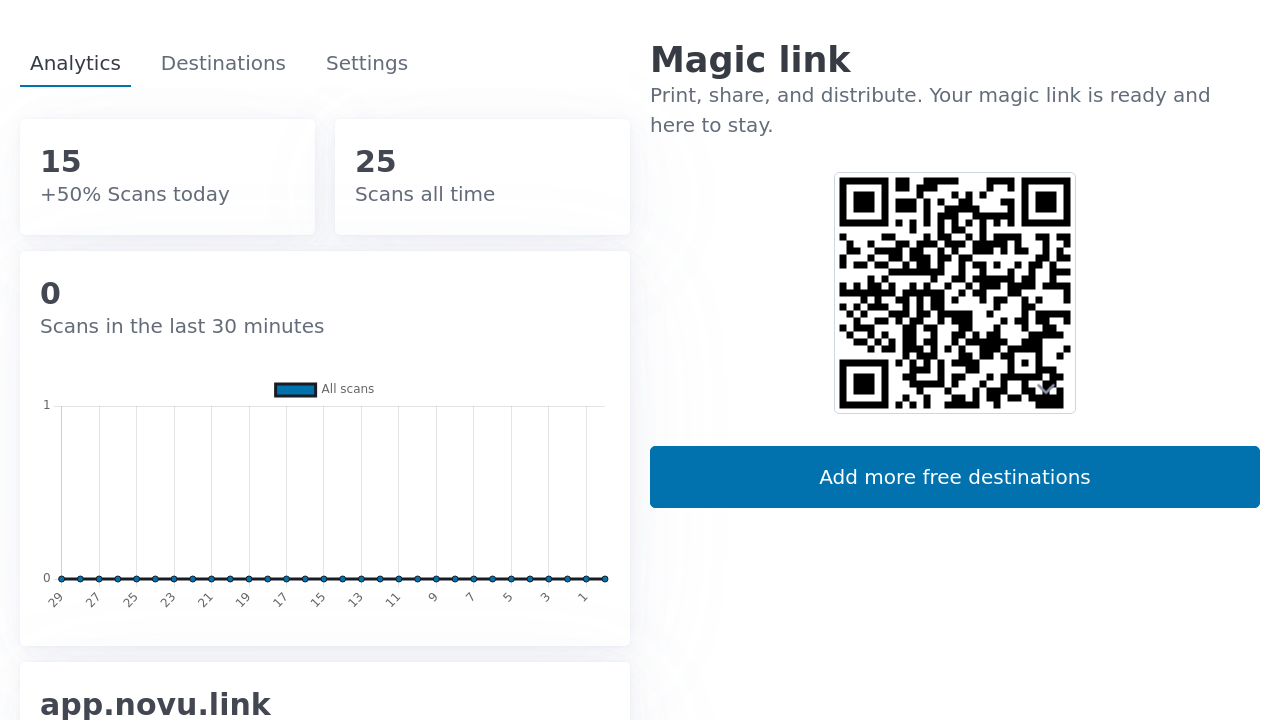 Analytics
Destinations
Settings
15
+50% Scans today
25
Scans all time
0
Scans in the last 30 minutes
All scans
1
0
29
27
25
23
21
19
17
15
13
11
9
7
5
3
1
app.novu.link
Magic link
Print, share, and distribute. Your magic link is ready and
here to stay.
Add more free destinations